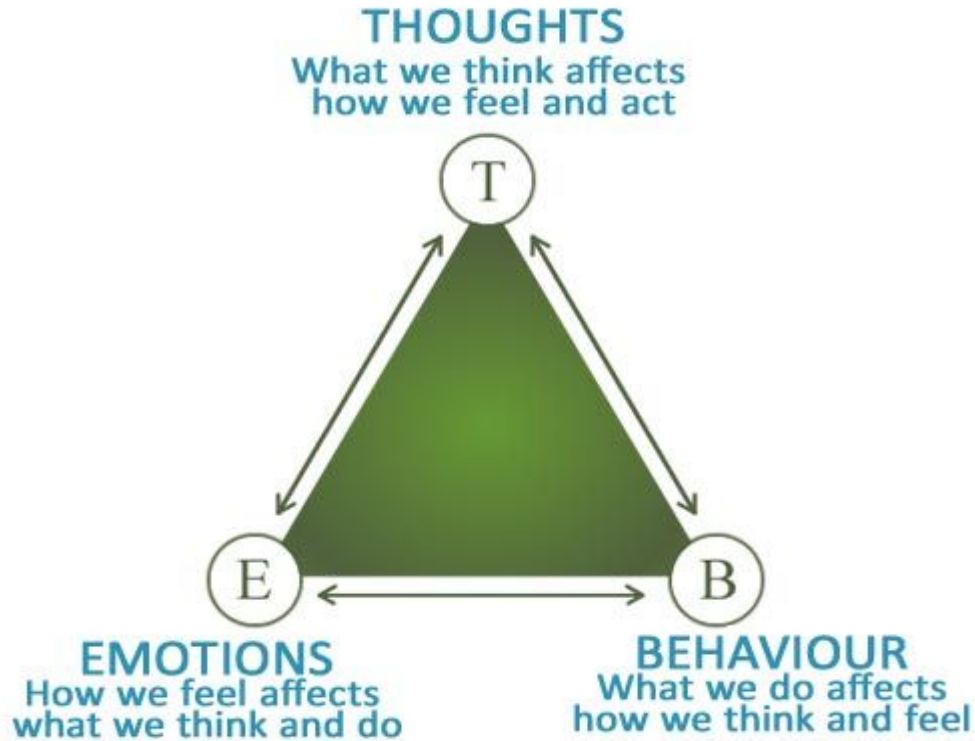 THOUGHTS
What we think affects
how we feel and act
T
E
B
EMOTIONS
How we feel affects
what we think and do
BEHAVIOUR
What we do affects
how we think and feel